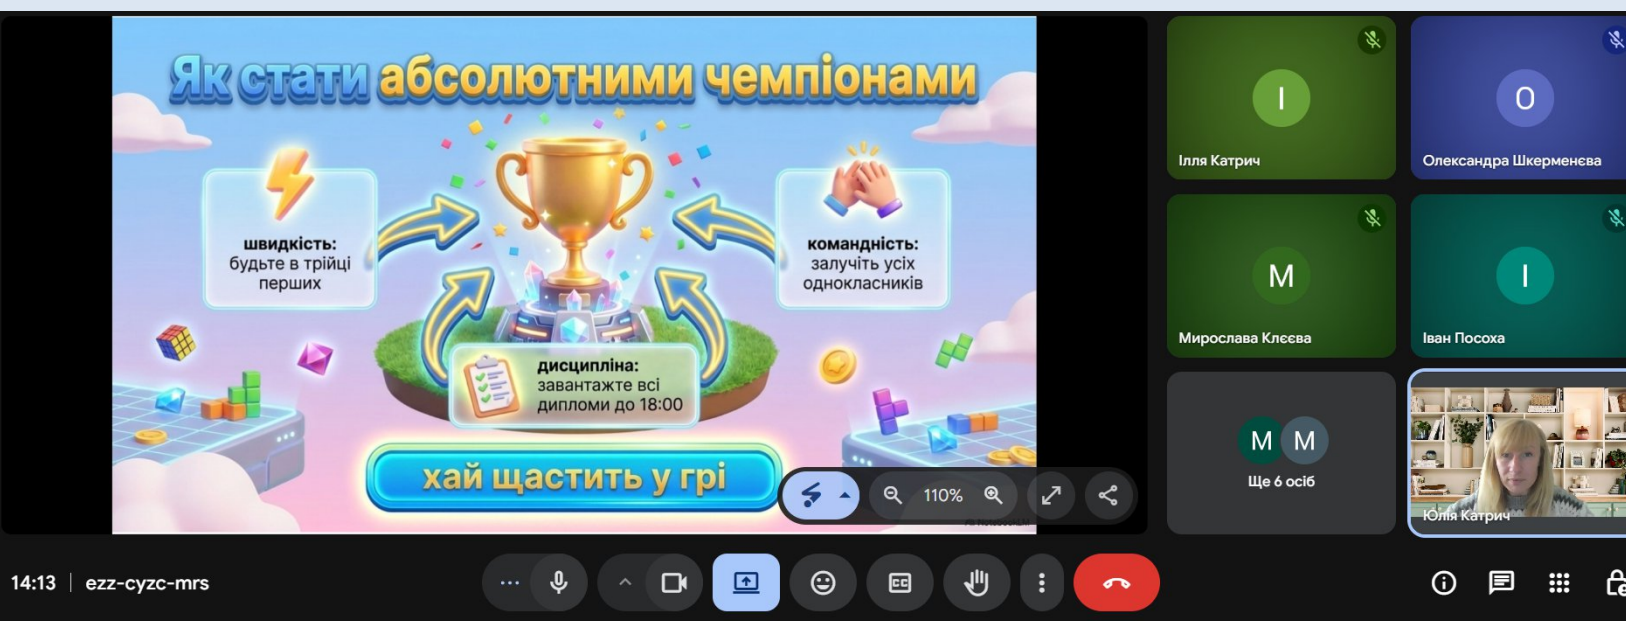 Як стати абсолютними чемпіонами
швидкість:
будьте в трійці
перших
командність:
залучіть усіх
однокласників
дисципліна:
завантажте всі
дипломи до 18:00
хай щастить у грі
110%
І
Ілля Катрич
О
Олександра Шкерменєва
М
Мирослава Клєєва
І
Іван Посоха
М М
Ще 6 осіб
Юлія Катрич
14:13 | ezz-cyzc-mrs
CC